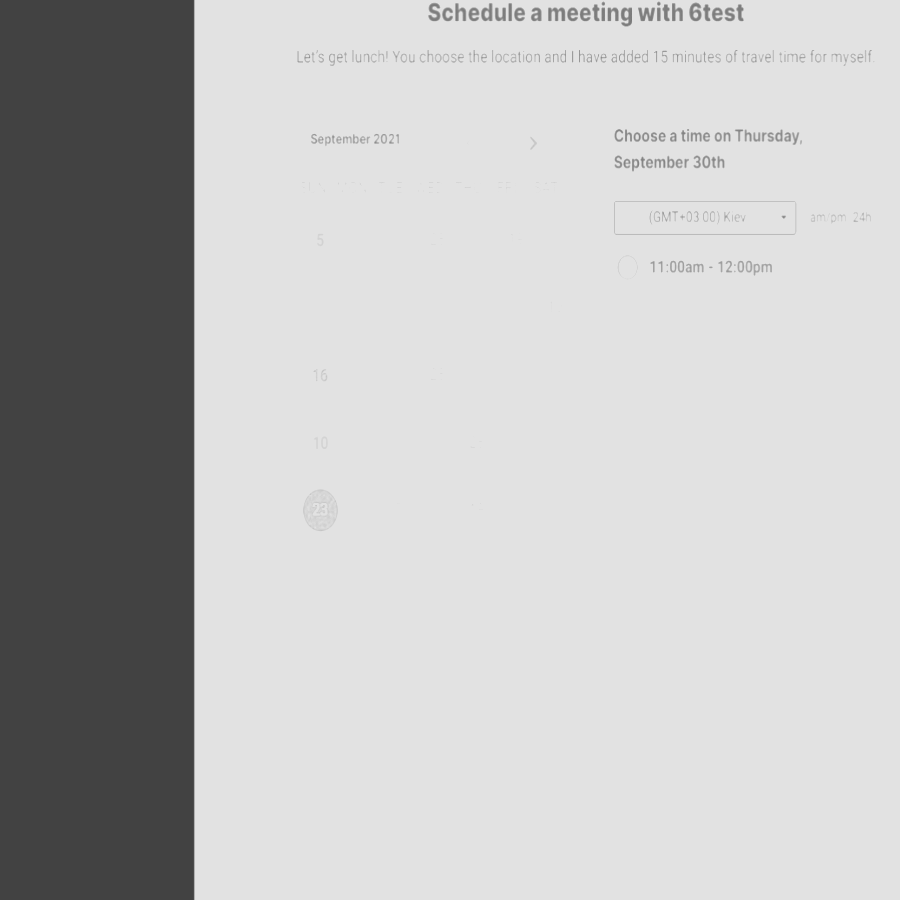 Schedule a meeting with 6test
Let's get lunch! You choose the location and I have added 15 minutes of travel time for myself.
September 2021
Choose a time on Thursday,
September 30th
(GMT+03:00) Kiev
am/pm 24h
5
11:00am - 12:00pm
16
10
23